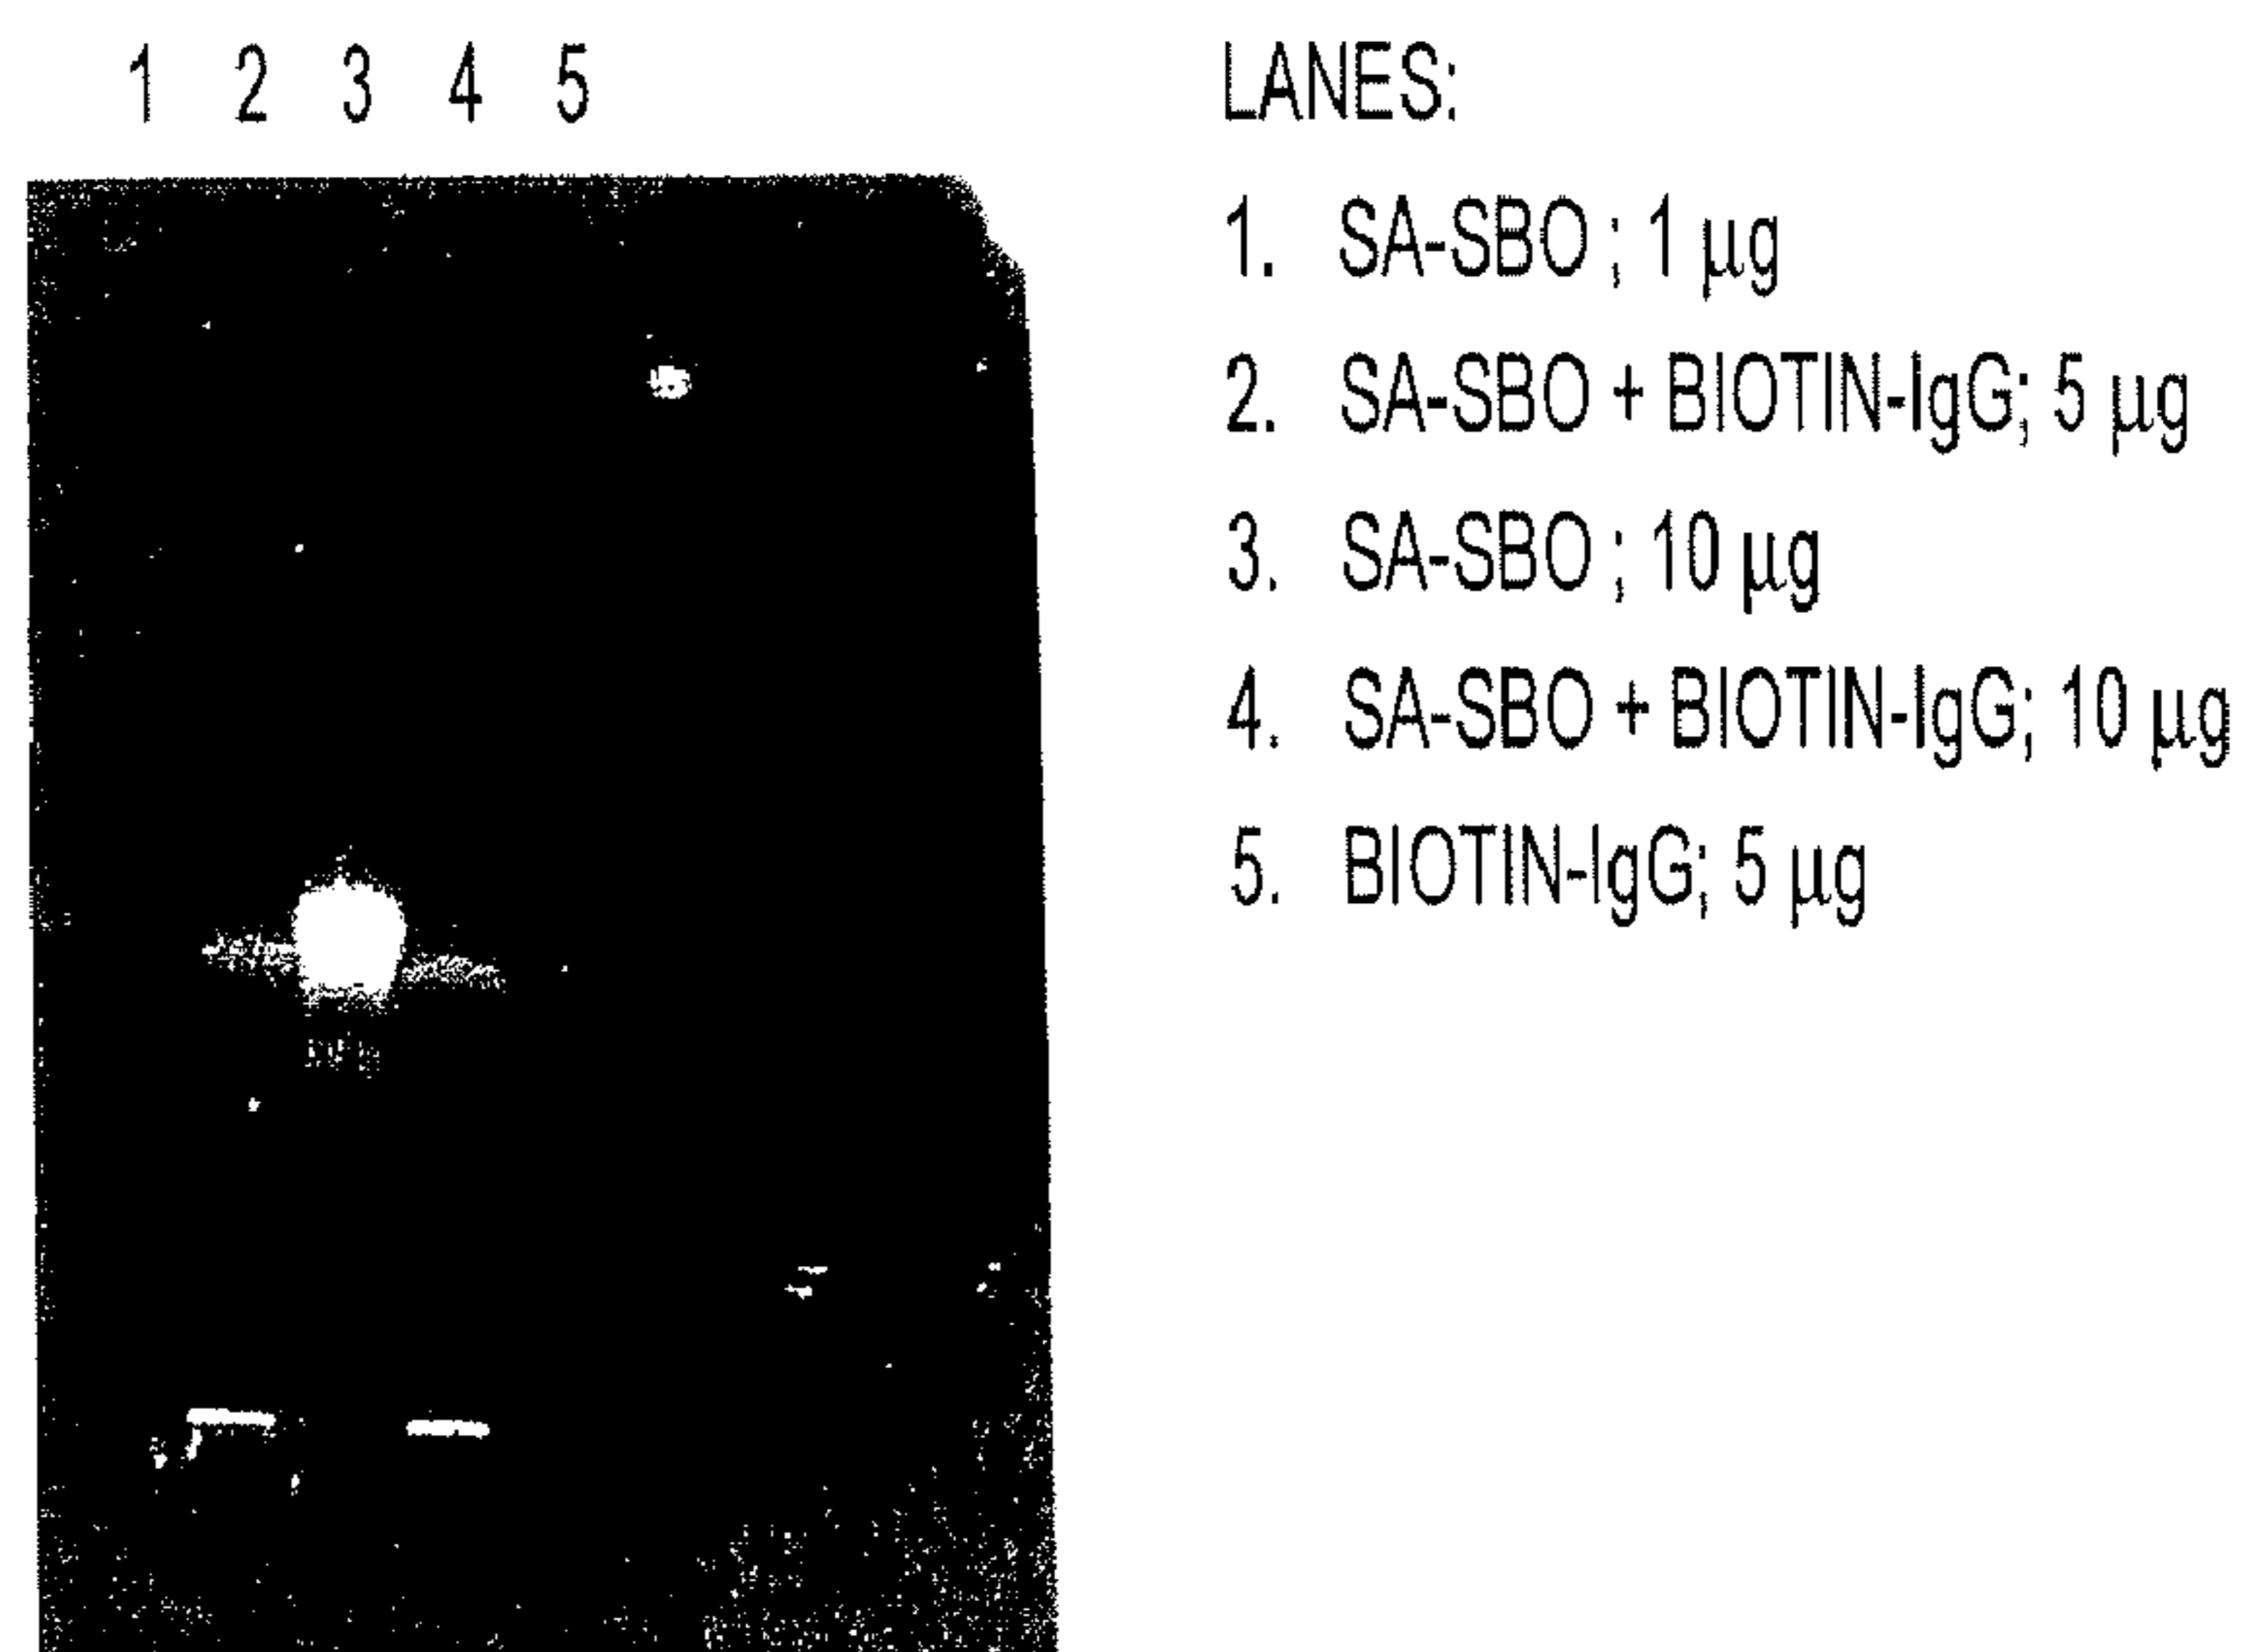 1 2 3 4 5
LANES:
1. SA-SBO ; 1 µg
2. SA-SBO + BIOTIN-IgG; 5 µg
3. SA-SBO ; 10 µg
4. SA-SBO + BIOTIN-IgG; 10 µg
5. BIOTIN-IgG; 5 µg